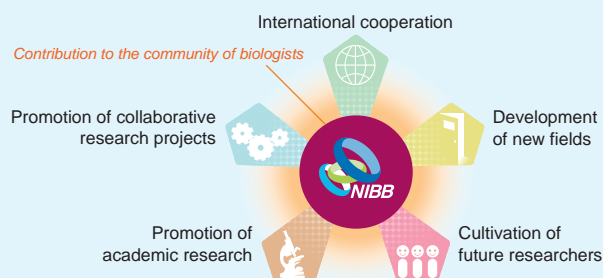 International cooperation
Contribution to the community of biologists
Promotion of collaborative
research projects
Development
of new fields
NIBB
Promotion of
academic research
Cultivation of
future researchers